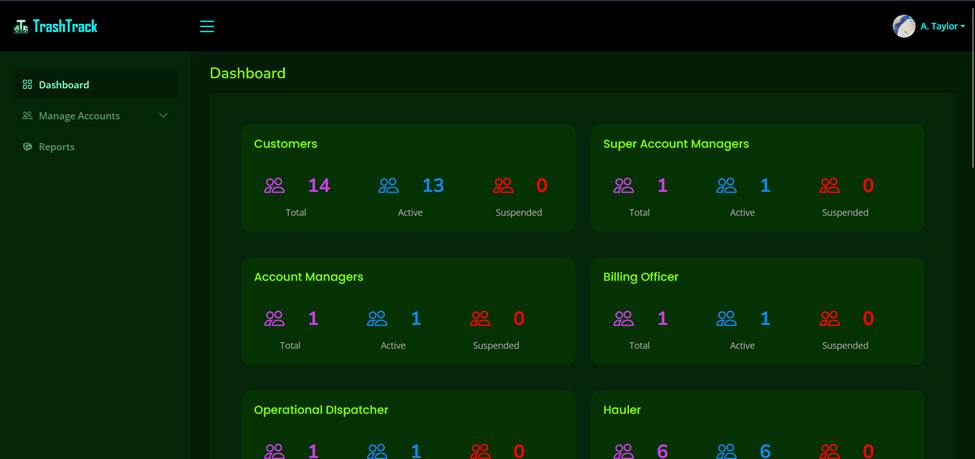 TrashTrack
A. Taylor
Dashboard
Manage Accounts
Reports
Dashboard
Customers
14 13 0
Total Active Suspended
Super Account Managers
1 1 0
Total Active Suspended
Account Managers
1 1 0
Total Active Suspended
Billing Officer
1 1 0
Total Active Suspended
Operational DIspatcher
1 1 0
Hauler
6 6 0